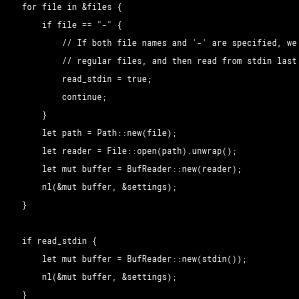 for file in &files {
if file == "-" {
// If both file names and '-' are specified, we
// regular files, and then read from stdin last
read_stdin = true;
continue;
}
let path = Path::new(file);
let reader = File::open(path).unwrap();
let mut buffer = BufReader::new(reader);
nl(&mut buffer, &settings);
}
if read_stdin {
let mut buffer = BufReader::new(stdin());
nl(&mut buffer, &settings);
}